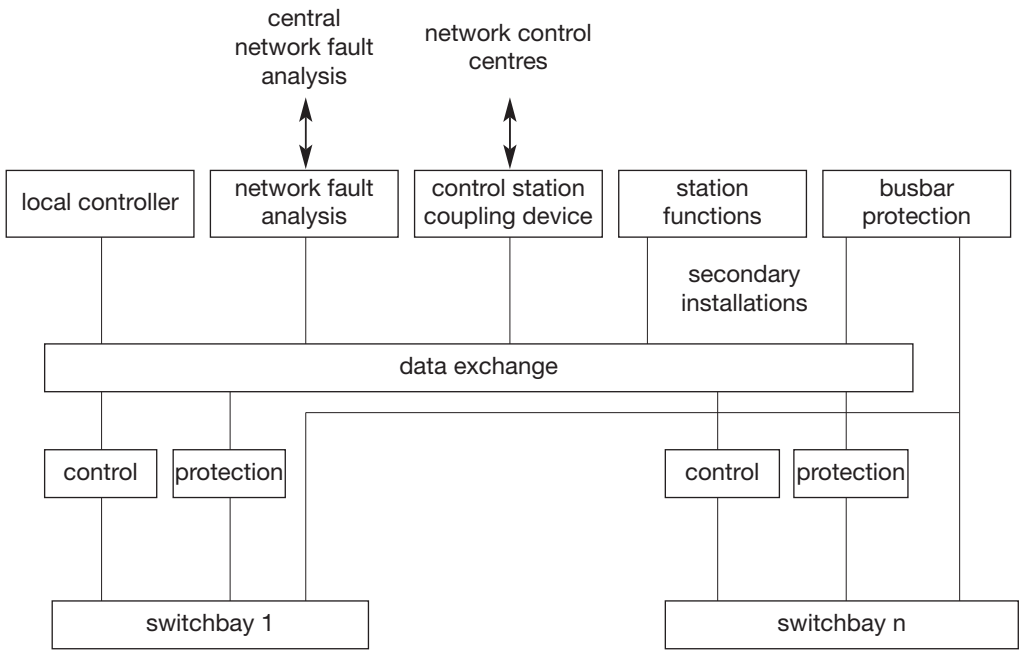 central
network fault
analysis
network control
centres
local controller
network fault
analysis
control station
coupling device
station
functions
busbar
protection
secondary
installations
data exchange
control
protection
control
protection
switchbay 1
switchbay n